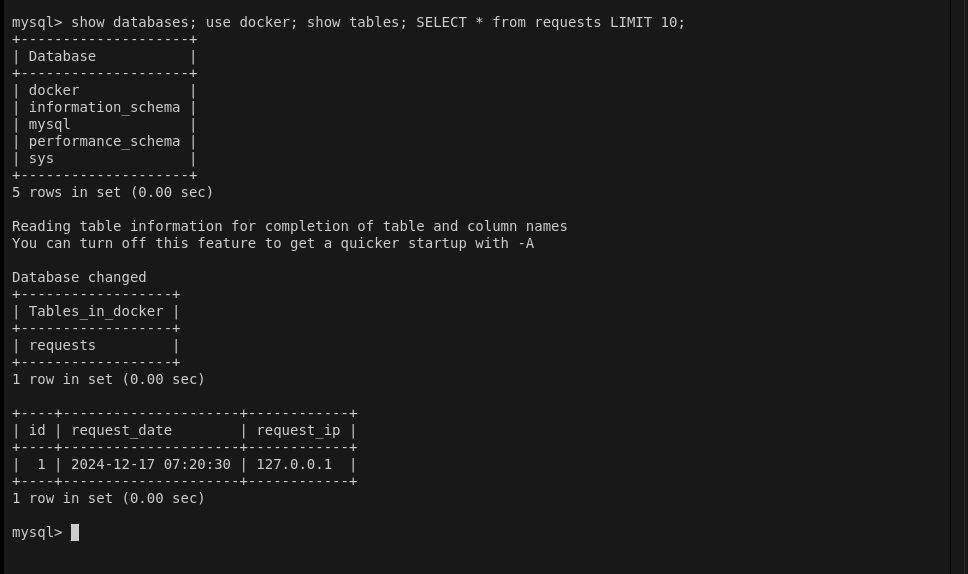 mysql> show databases; use docker; show tables; SELECT * from requests LIMIT 10;
+--------------------+
| Database           |
+--------------------+
| docker             |
| information_schema |
| mysql              |
| performance_schema |
| sys                |
+--------------------+
5 rows in set (0.00 sec)

Reading table information for completion of table and column names
You can turn off this feature to get a quicker startup with -A

Database changed
+------------------+
| Tables_in_docker |
+------------------+
| requests         |
+------------------+
1 row in set (0.00 sec)

+----+---------------------+------------+
| id | request_date        | request_ip |
+----+---------------------+------------+
|  1 | 2024-12-17 07:20:30 | 127.0.0.1  |
+----+---------------------+------------+
1 row in set (0.00 sec)

mysql>